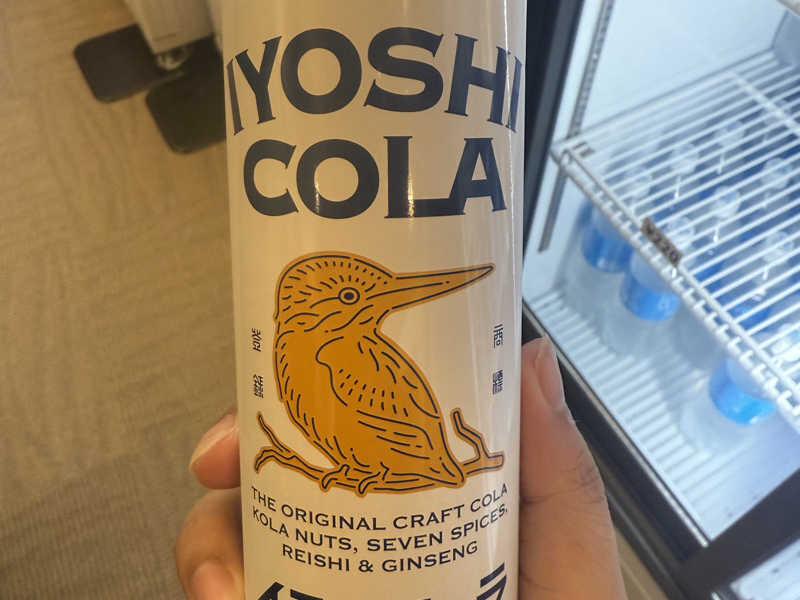 IYOSHI
COLA
THE ORIGINAL CRAFT COLA
KOLA NUTS, SEVEN SPICES,
REISHI & GINSENG